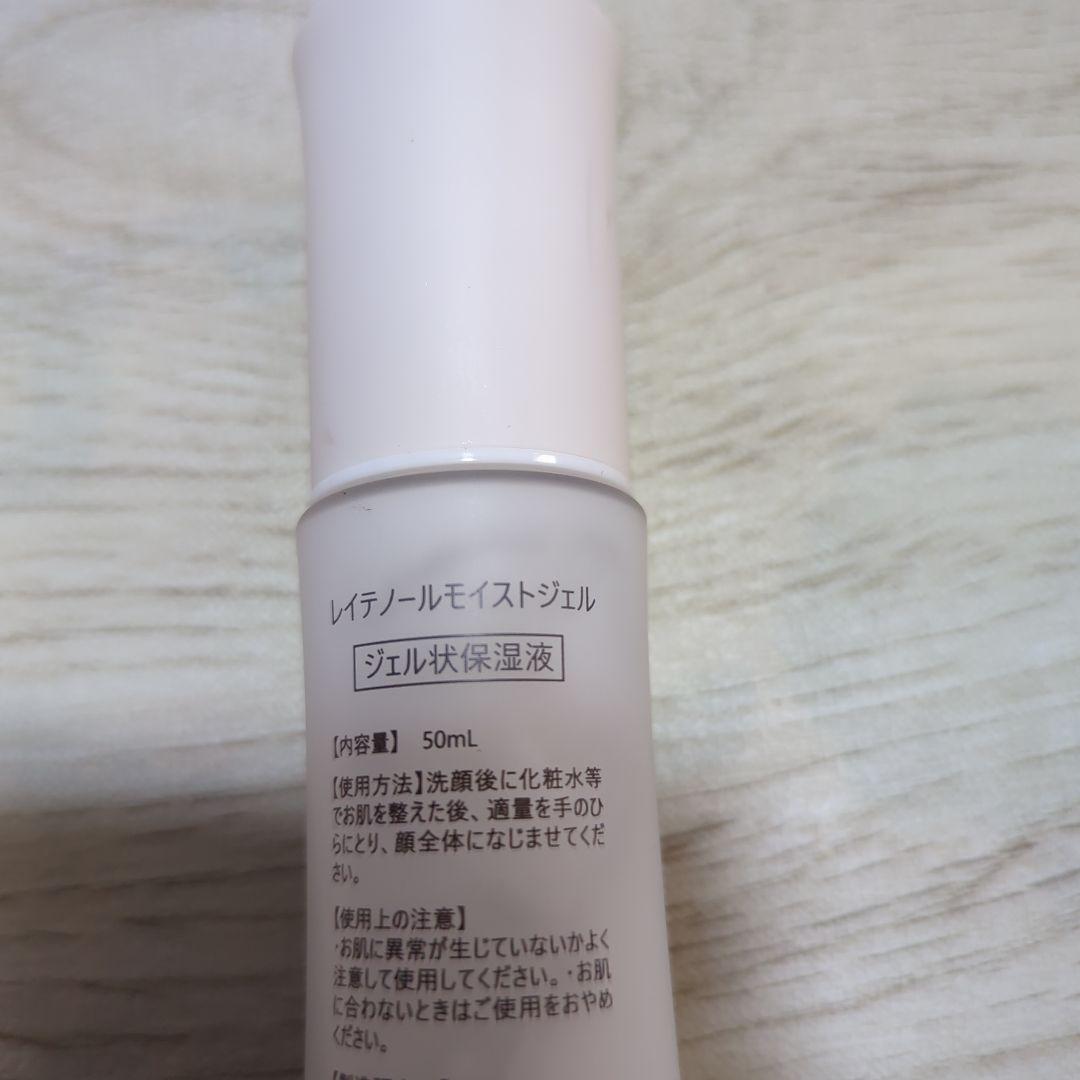 レイテノールモイストジェル
ジェル状保湿液
【内容量】 50mL
【使用方法】洗顔後に化粧水等
でお肌を整えた後、適量を手のひ
らにとり、顔全体になじませてくだ
さい。
【使用上の注意】
・お肌に異常が生じていないかよく
注意して使用してください。・お肌
に合わないときはご使用をおやめ
ください。